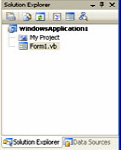 Solution Explorer
WindowsApplication1
My Project
Form1.vb
Solution Explorer Data Sources